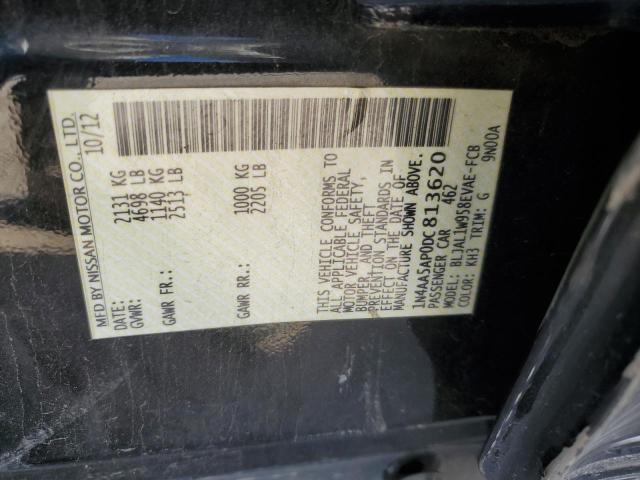 MFD BY NISSAN MOTOR CO., LTD.
DATE: 10/12
GVWR: 2131 KG
4698 LB
GAWR FR.: 1140 KG
2513 LB
GAWR RR.: 1000 KG
2205 LB
THIS VEHICLE CONFORMS TO
ALL APPLICABLE FEDERAL
MOTOR VEHICLE SAFETY,
BUMPER, AND THEFT
PREVENTION STANDARDS IN
EFFECT ON THE DATE OF
MANUFACTURE SHOWN ABOVE.
1N4AA5AP0DC813620
PASSENGER CAR 462
MODEL: BLJAL1W958EVAE-FCB
COLOR: KH3 TRIM: G 9N00A